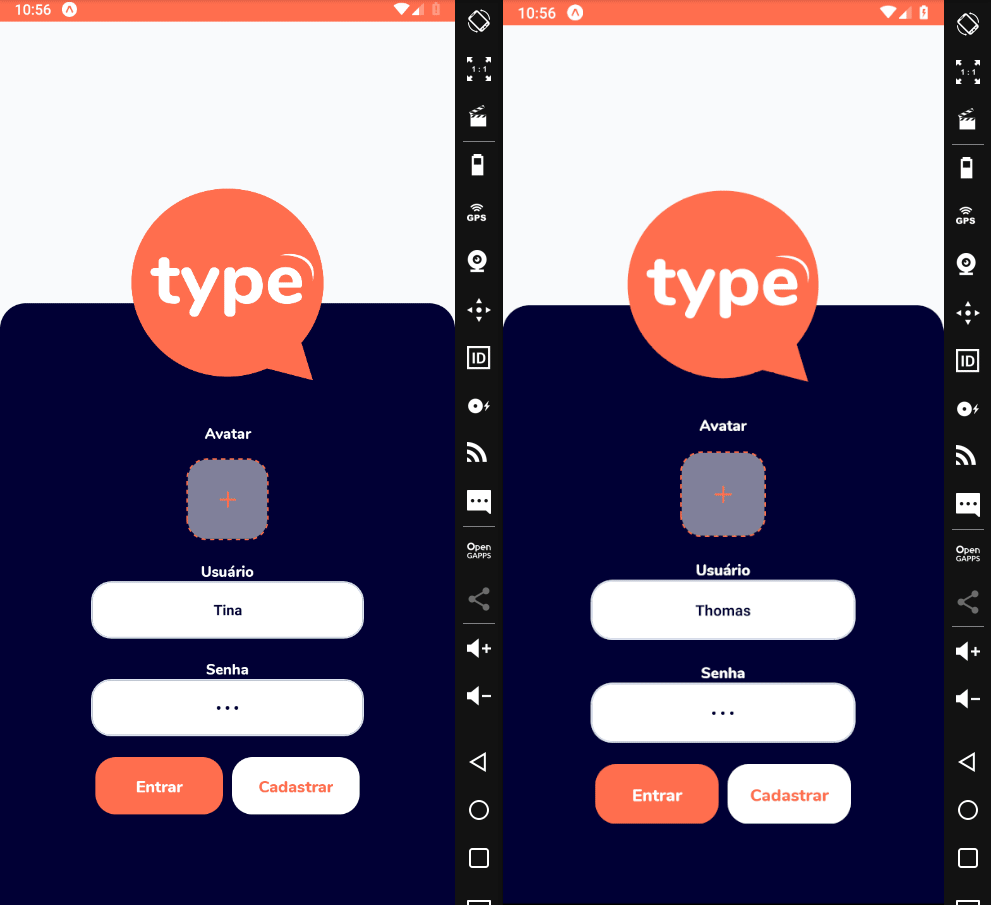 10:56
type
Avatar
+
Usuário
Tina
Senha
•••
Entrar
Cadastrar
1:1
GPS
ID
Open
GAPPS
10:56
type
Avatar
+
Usuário
Thomas
Senha
•••
Entrar
Cadastrar
1:1
GPS
ID
Open
GAPPS